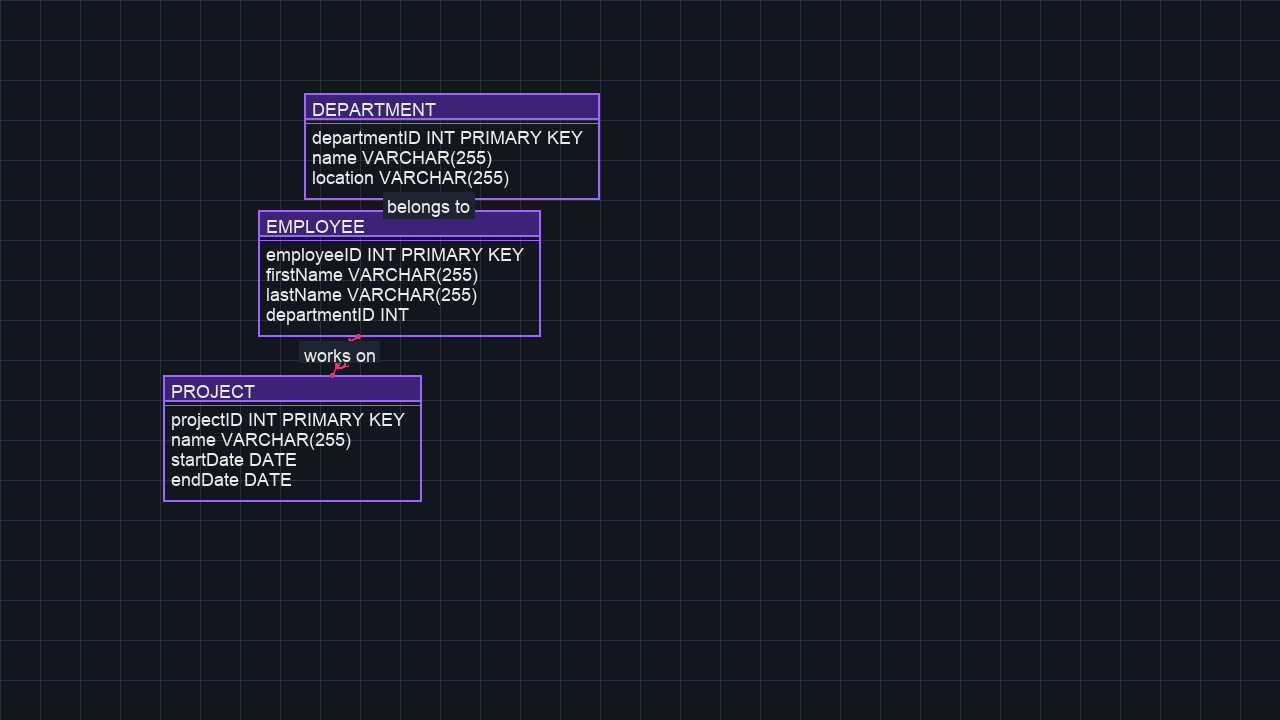 DEPARTMENT
departmentID INT PRIMARY KEY
name VARCHAR(255)
location VARCHAR(255)
belongs to
EMPLOYEE
employeeID INT PRIMARY KEY
firstName VARCHAR(255)
lastName VARCHAR(255)
departmentID INT
works on
PROJECT
projectID INT PRIMARY KEY
name VARCHAR(255)
startDate DATE
endDate DATE